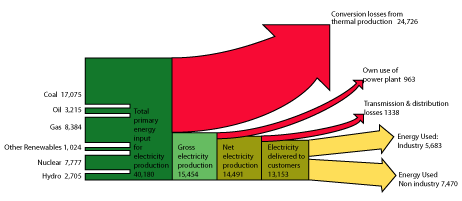 Conversion losses from
thermal production 24,726
Own use of
power plant 963
Transmission & distribution
losses 1338
Coal 17,075
Oil 3,215
Gas 8,384
Other Renewables 1,024
Nuclear 7,777
Hydro 2,705
Total
primary
energy
input
for
electricity
production
40,180
Gross
electricity
production
15,454
Net
electricity
production
14,491
Electricity
delivered to
customers
13,153
Energy Used:
Industry 5,683
Energy Used
Non industry 7,470